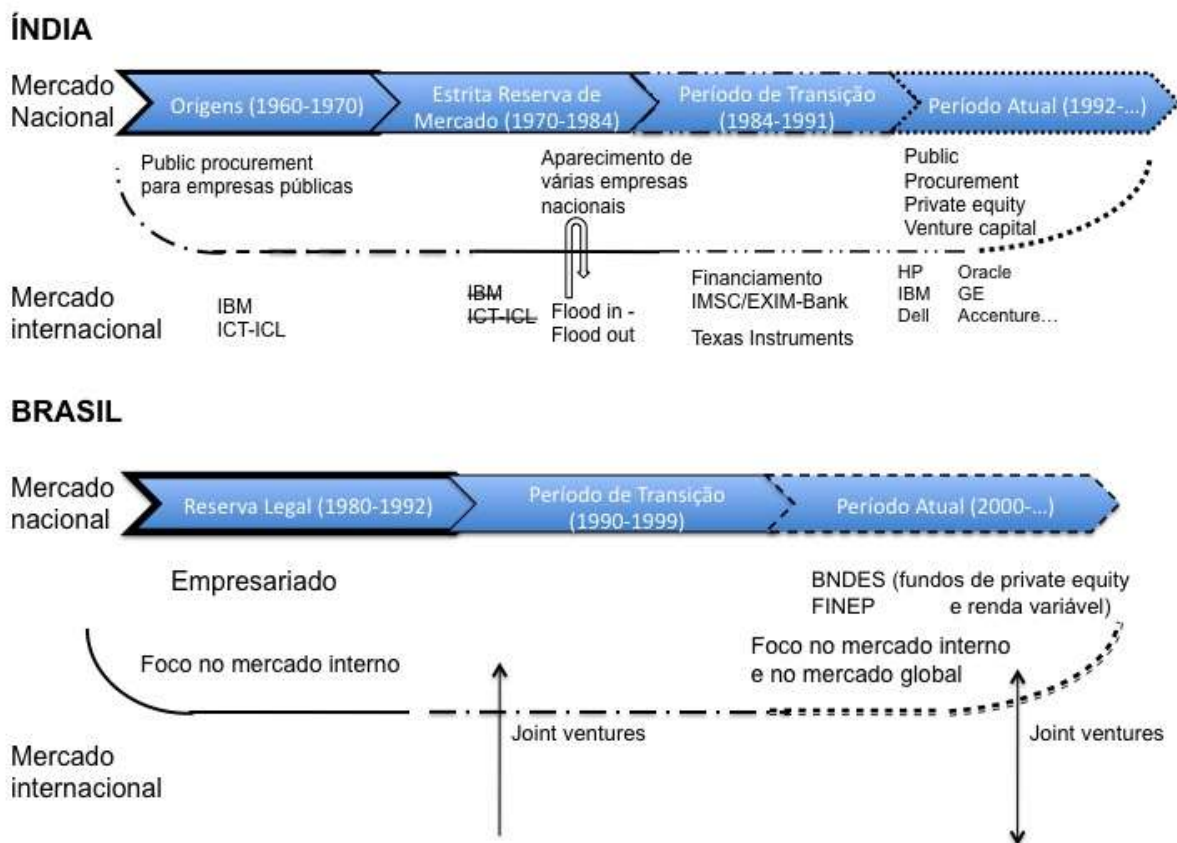 ÍNDIA
Mercado
Nacional
Origens (1960-1970)
Estrita Reserva de
Mercado (1970-1984)
Período de Transição
(1984-1991)
Período Atual (1992-...)
Public procurement
para empresas públicas
Aparecimento de
várias empresas
nacionais
Public
Procurement
Private equity
Venture capital
Mercado
internacional
IBM
ICT-ICL
IBM
ICT-ICL
Flood in -
Flood out
Financiamento
IMSC/EXIM-Bank
Texas Instruments
HP Oracle
IBM GE
Dell Accenture...
BRASIL
Mercado
nacional
Reserva Legal (1980-1992)
Período de Transição
(1990-1999)
Período Atual (2000-...)
Empresariado
BNDES (fundos de private equity
FINEP e renda variável)
Foco no mercado interno
Foco no mercado interno
e no mercado global
Joint ventures
Joint ventures
Mercado
internacional